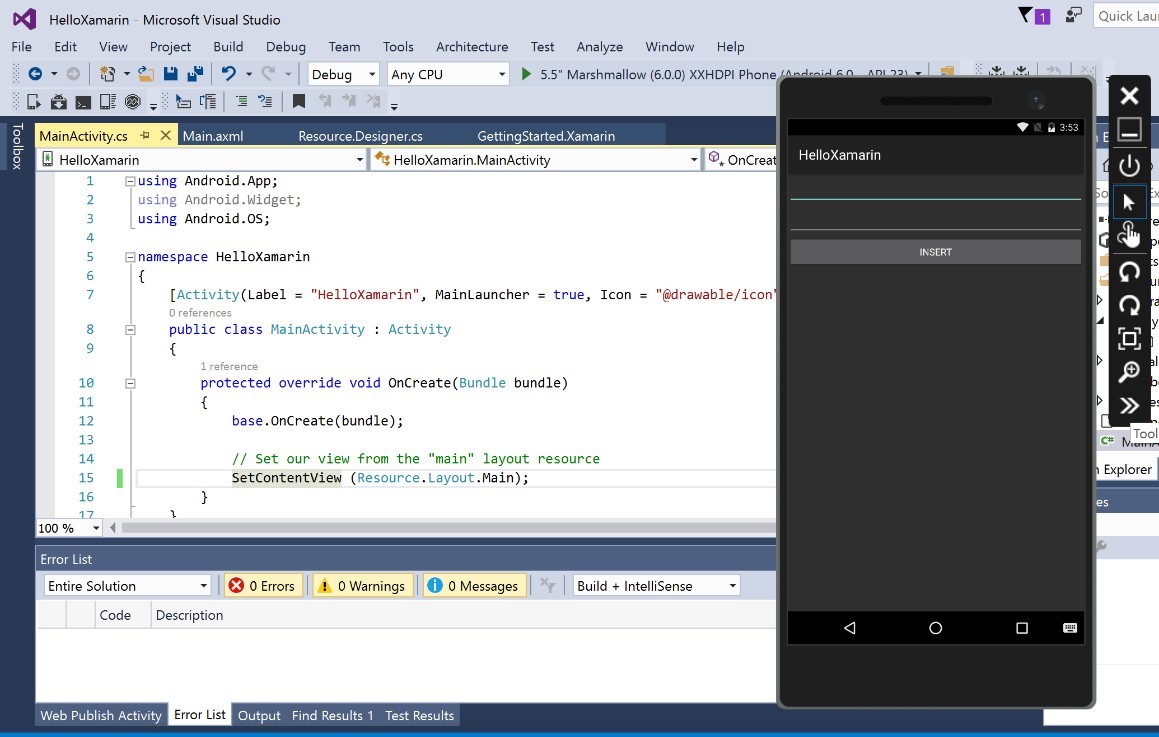 HelloXamarin - Microsoft Visual Studio
1
Quick Lau
File Edit View Project Build Debug Team Tools Architecture Test Analyze Window Help
Debug Any CPU 5.5" Marshmallow (6.0.0) XXHDPI Phone (Android 6.0 - API 23)
Toolbox
MainActivity.cs Main.axml Resource.Designer.cs GettingStarted.Xamarin
HelloXamarin HelloXamarin.MainActivity OnCreat
1 using Android.App;
2 using Android.Widget;
3 using Android.OS;
4
5 namespace HelloXamarin
6 {
7 [Activity(Label = "HelloXamarin", MainLauncher = true, Icon = "@drawable/icon"
0 references
8 public class MainActivity : Activity
9 {
1 reference
10 protected override void OnCreate(Bundle bundle)
11 {
12 base.OnCreate(bundle);
13
14 // Set our view from the "main" layout resource
15 SetContentView (Resource.Layout.Main);
16 }
17 }
100 %
Error List
Entire Solution 0 Errors 0 Warnings 0 Messages Build + IntelliSense
Code Description
Web Publish Activity Error List Output Find Results 1 Test Results
3:53
HelloXamarin
INSERT
Tool
C# MainA
n Explorer
es